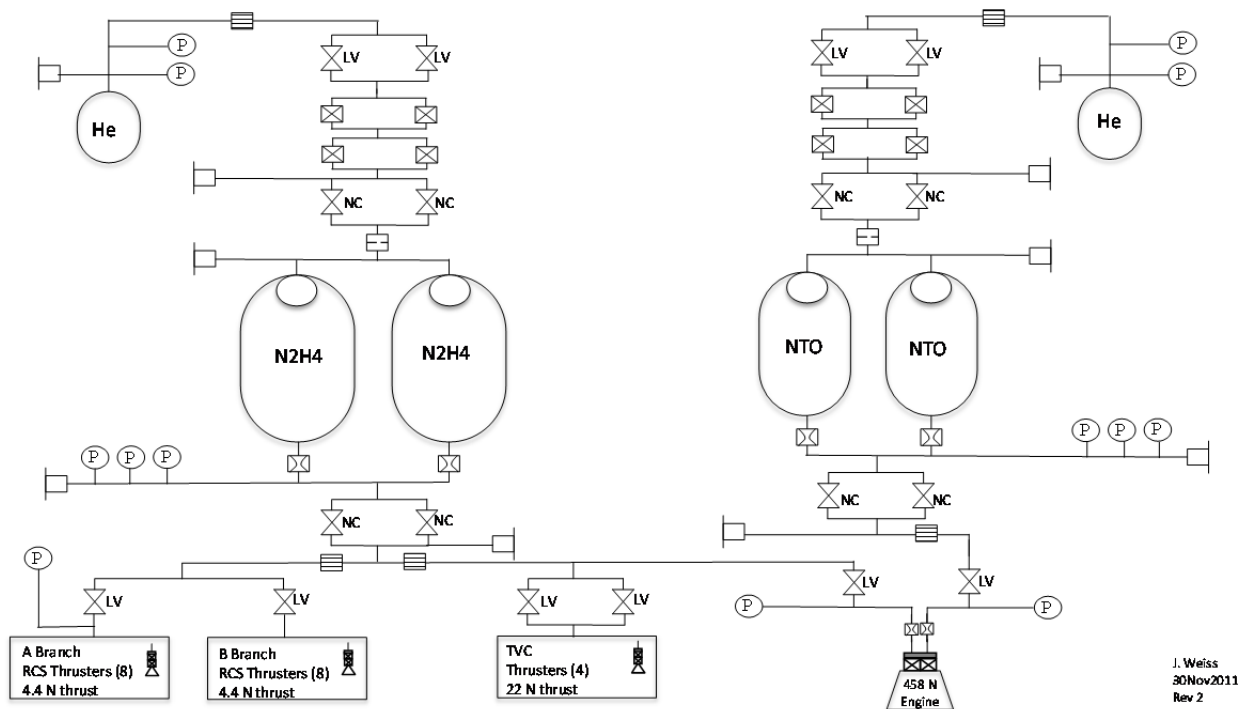 P
P
He
LV
LV
NC
NC
N2H4
N2H4
P
P
P
NC
NC
P
LV
LV
LV
LV
A Branch
RCS Thrusters (8)
4.4 N thrust
B Branch
RCS Thrusters (8)
4.4 N thrust
TVC
Thrusters (4)
22 N thrust
LV
LV
P
P
He
NC
NC
NTO
NTO
P
P
P
NC
NC
LV
LV
P
P
458 N
Engine
J. Weiss
30Nov2011
Rev 2